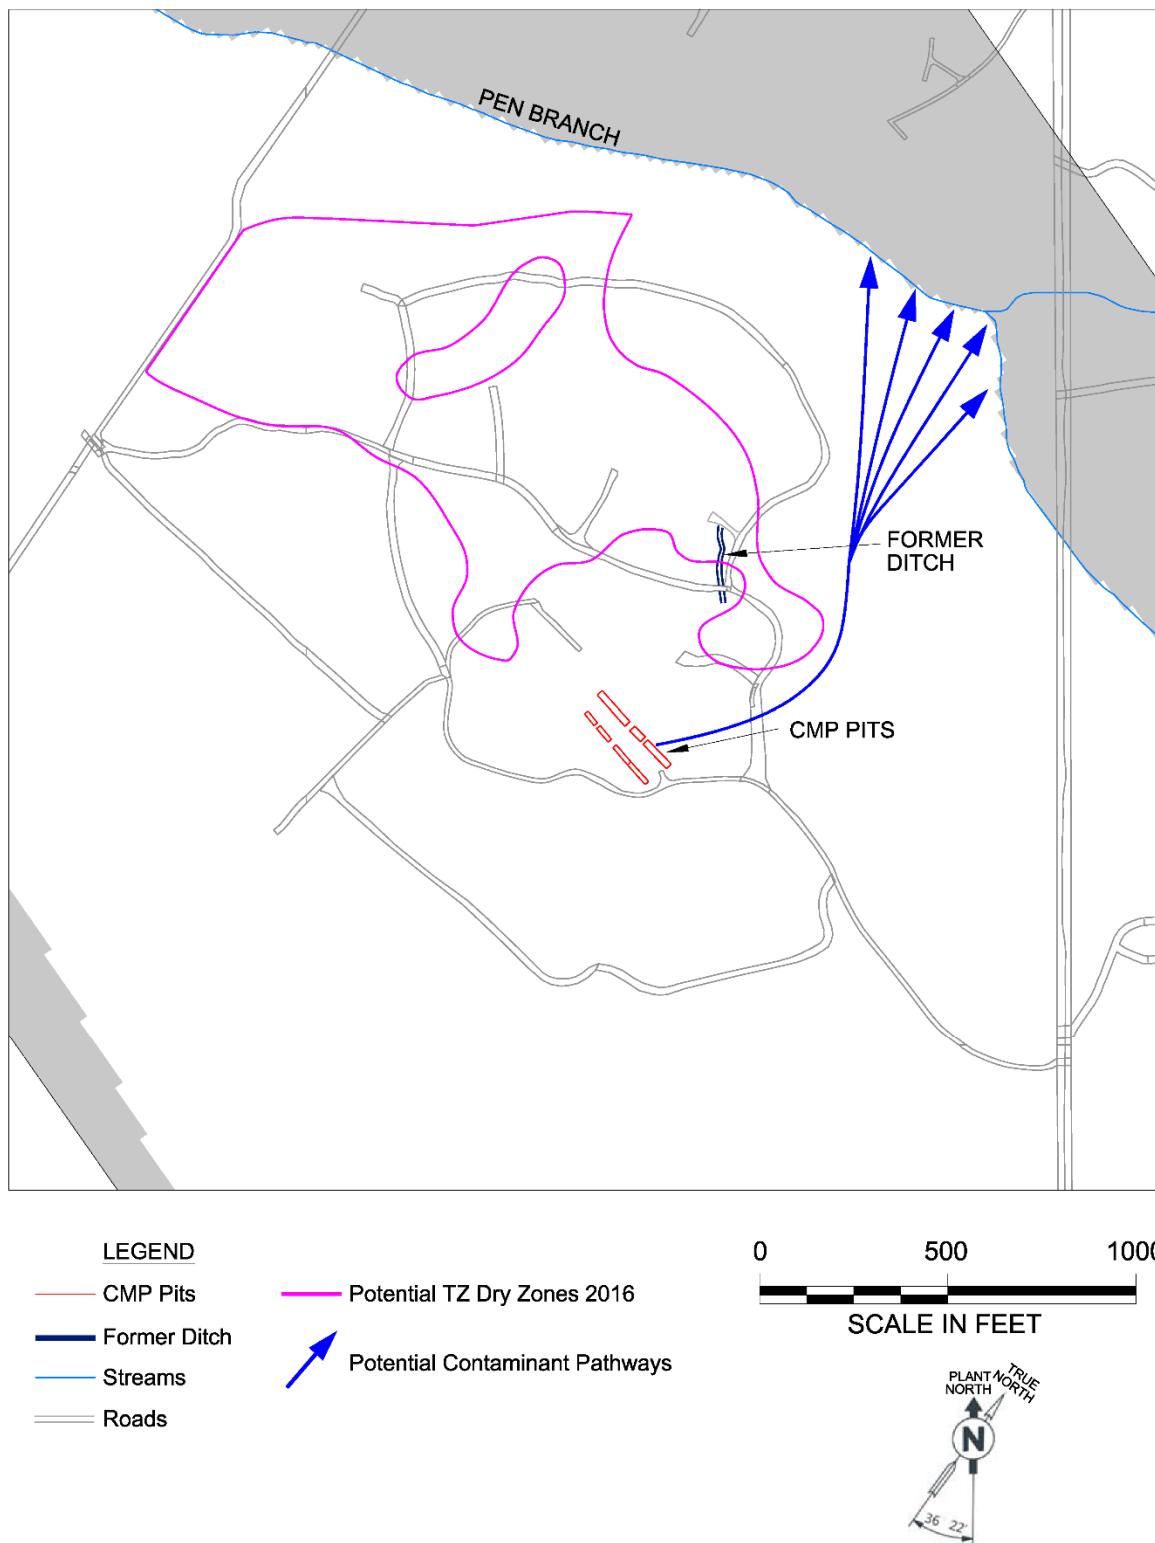 PEN BRANCH
FORMER
DITCH
CMP PITS
LEGEND
CMP Pits
Former Ditch
Streams
Roads
Potential TZ Dry Zones 2016
Potential Contaminant Pathways
0 500 1000
SCALE IN FEET
PLANT
NORTH
TRUE
NORTH
N
36 22'